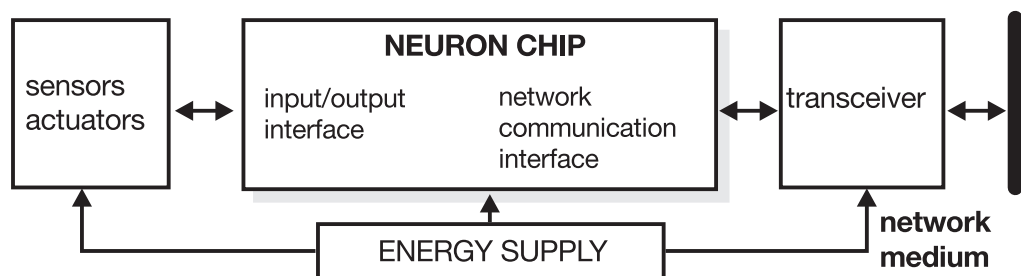 NEURON CHIP
sensors
actuators
input/output
interface
network
communication
interface
transceiver
ENERGY SUPPLY
network
medium